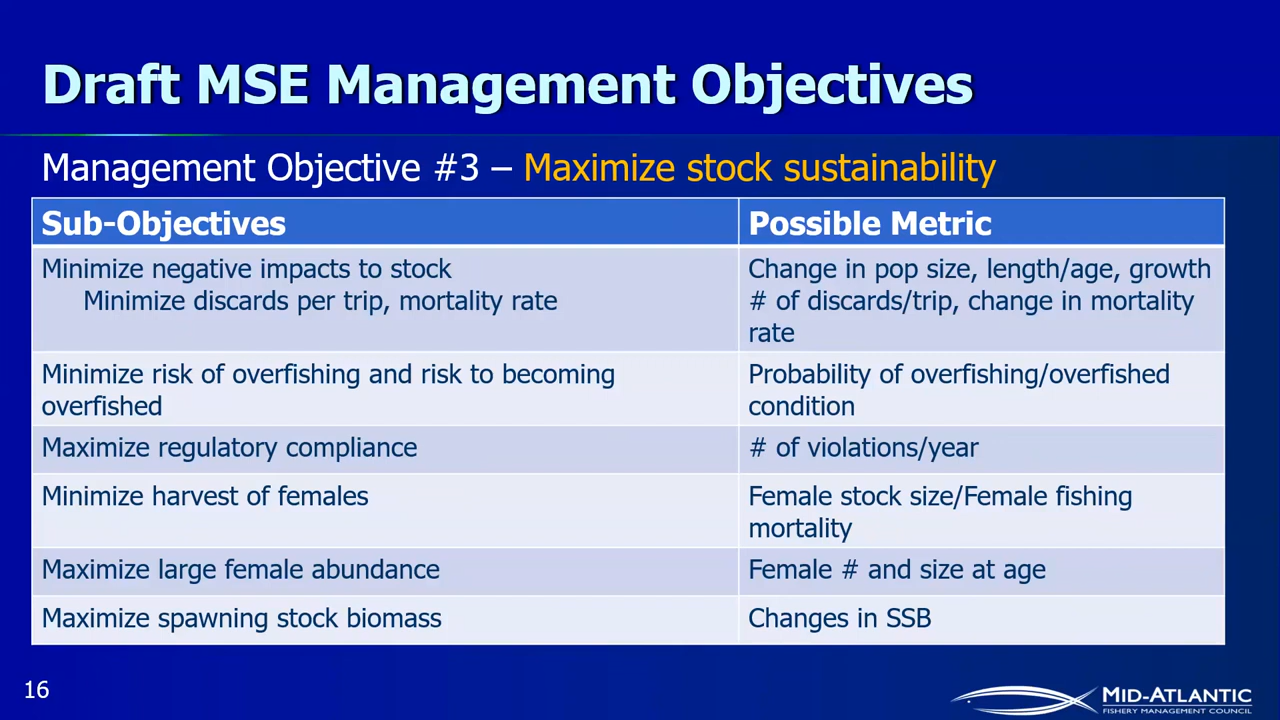 Draft MSE Management Objectives
Management Objective #3 – Maximize stock sustainability
Sub-Objectives
Possible Metric
Minimize negative impacts to stock
Minimize discards per trip, mortality rate
Change in pop size, length/age, growth
# of discards/trip, change in mortality
rate
Minimize risk of overfishing and risk to becoming
overfished
Probability of overfishing/overfished
condition
Maximize regulatory compliance
# of violations/year
Minimize harvest of females
Female stock size/Female fishing
mortality
Maximize large female abundance
Female # and size at age
Maximize spawning stock biomass
Changes in SSB
16
MID-ATLANTIC
FISHERY MANAGEMENT COUNCIL